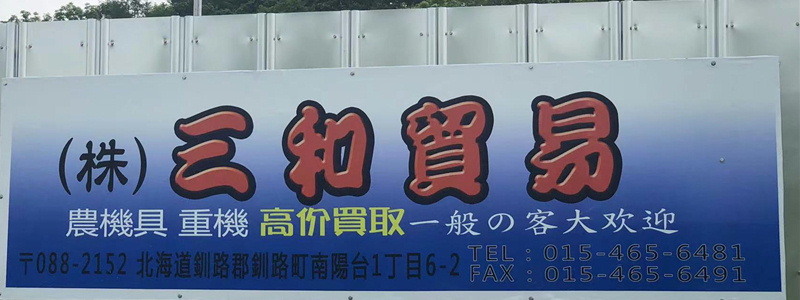 (株)三和貿易
農機具 重機 高价買取一般の客大欢迎
〒088-2152 北海道釧路郡釧路町南陽台1丁目6-2
TEL : 015-465-6481
FAX : 015-465-6491